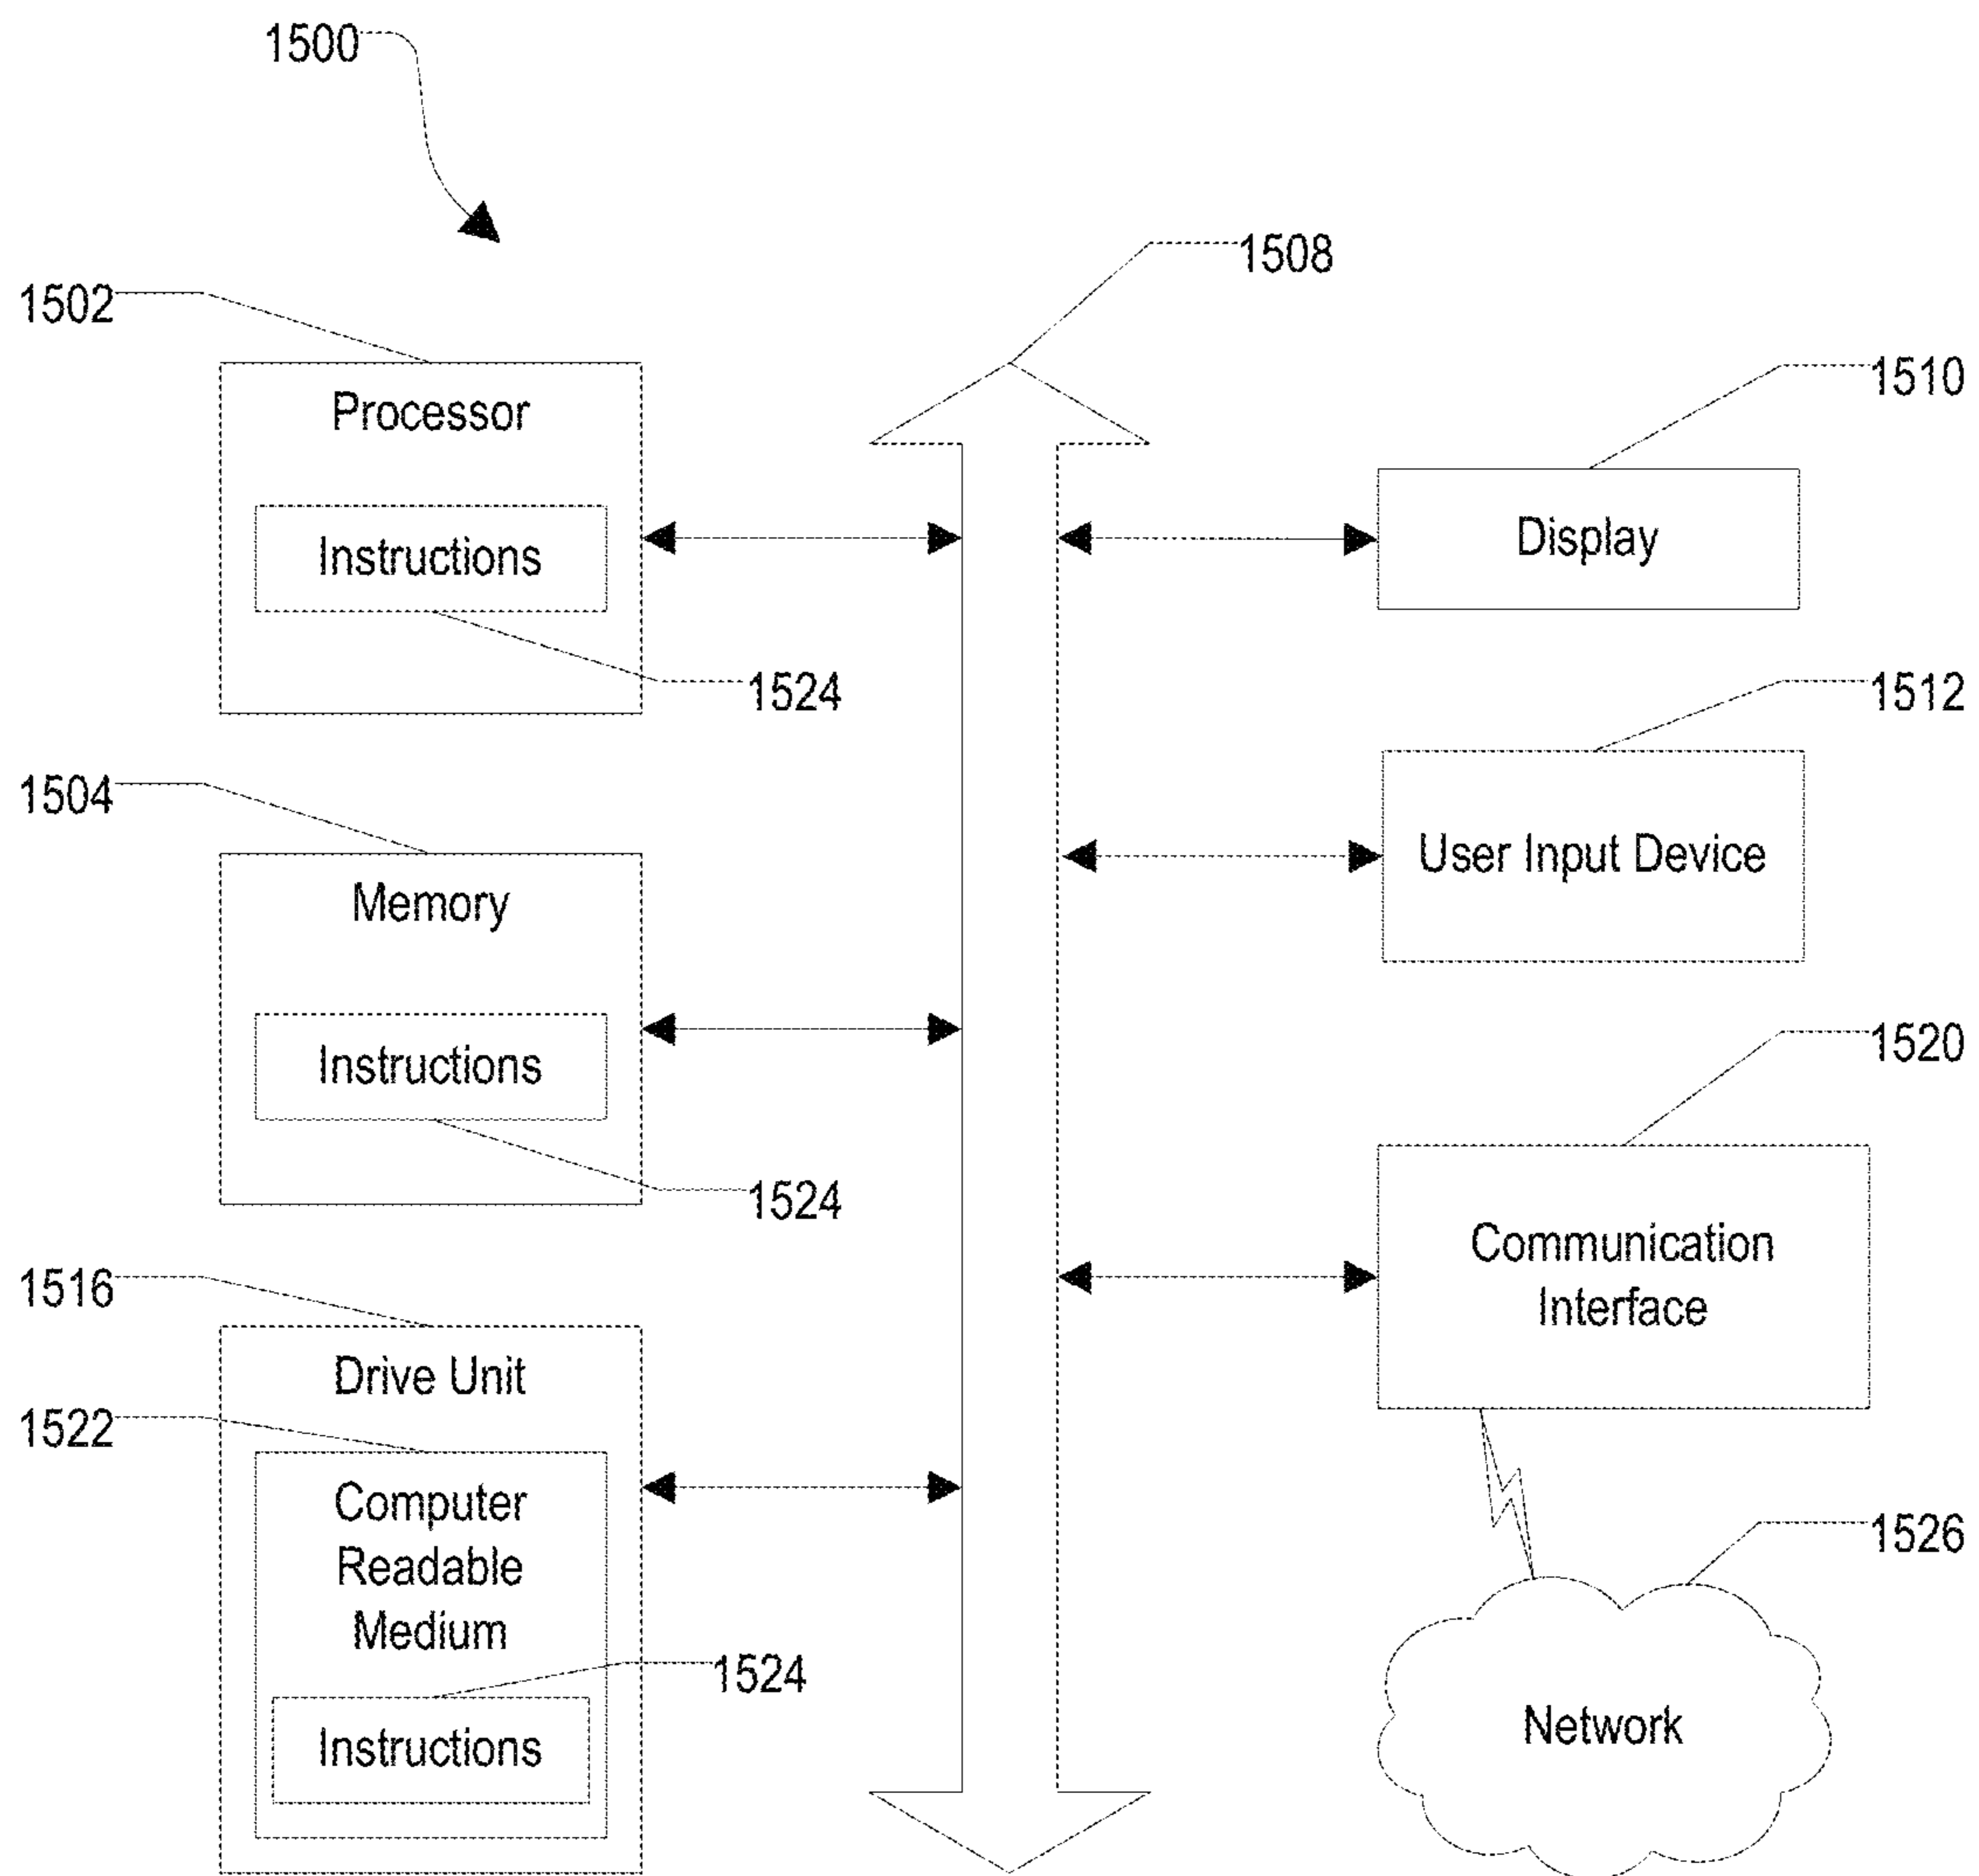 1500
1508
1502
1510
Processor
Instructions
Display
1524
1512
1504
User Input Device
Memory
1520
Instructions
1524
Communication
Interface
1516
Drive Unit
1522
Computer
Readable
Medium
1526
1524
Instructions
Network